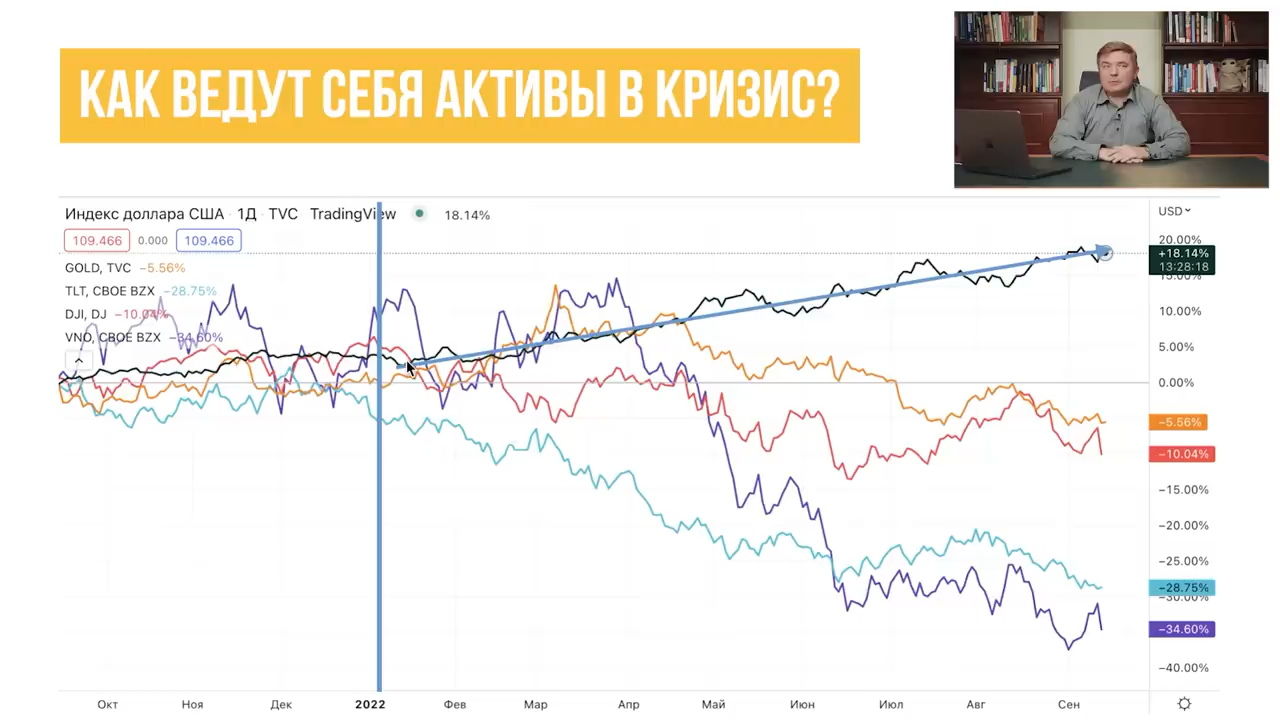 КАК ВЕДУТ СЕБЯ АКТИВЫ В КРИЗИС?
Индекс доллара США · 1Д · TVC TradingView 18.14%
109.466 0.000 109.466
GOLD, TVC −5.56%
TLT, CBOE BZX −28.75%
DJI, DJ −10.04%
VNO, CBOE BZX −34.60%
USD
20.00%
+18.14%
13:28:18
15.00%
10.00%
5.00%
0.00%
−5.56%
−10.04%
−15.00%
−20.00%
−25.00%
−28.75%
−30.00%
−34.60%
−40.00%
Окт Ноя Дек 2022 Фев Мар Апр Май Июн Июл Авг Сен